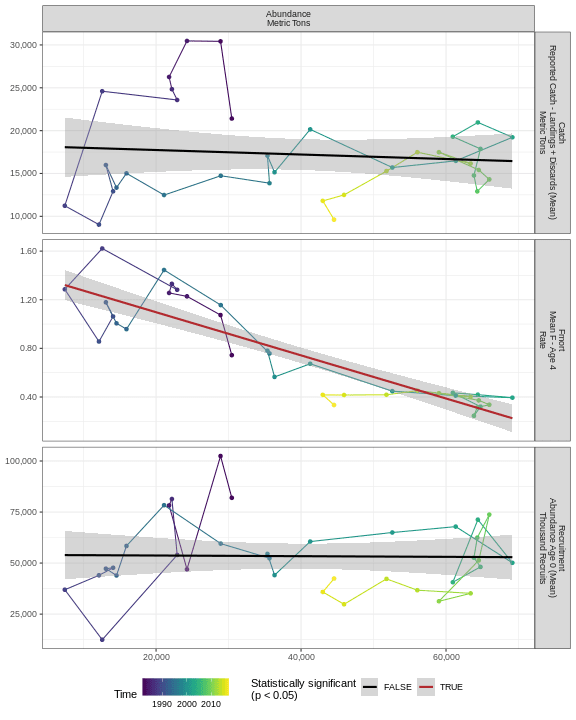 Abundance
Metric Tons
30,000
25,000
20,000
15,000
10,000
Catch
Reported Catch - Landings + Discards (Mean)
Metric Tons
1.60
1.20
0.80
0.40
Fmort
Mean F - Age 4
Rate
100,000
75,000
50,000
25,000
Recruitment
Abundance Age 0 (Mean)
Thousand Recruits
20,000 40,000 60,000
Time
1990 2000 2010
Statistically significant
(p < 0.05)
FALSE TRUE